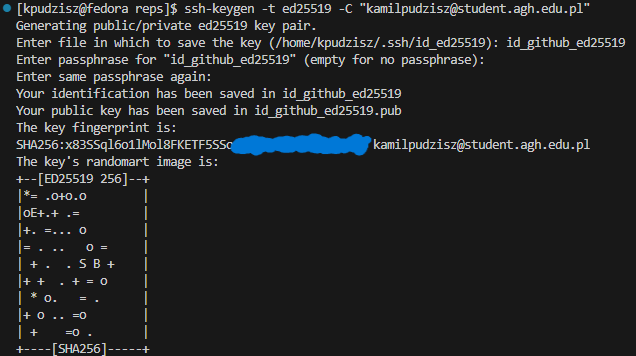 [kpudzisz@fedora reps]$ ssh-keygen -t ed25519 -C "kamilpudzisz@student.agh.edu.pl"
Generating public/private ed25519 key pair.
Enter file in which to save the key (/home/kpudzisz/.ssh/id_ed25519): id_github_ed25519
Enter passphrase for "id_github_ed25519" (empty for no passphrase):
Enter same passphrase again:
Your identification has been saved in id_github_ed25519
Your public key has been saved in id_github_ed25519.pub
The key fingerprint is:
SHA256:x83SSql6o1lMol8FKETF5SSo kamilpudzisz@student.agh.edu.pl
The key's randomart image is:
+--[ED25519 256]--+
|*= .o+o.o        |
|oE+.+ .=         |
|+. =... o        |
|= . ..   o =     |
| + .  . S B +    |
|+ +  . + = o     |
| * o.   = .      |
|+ o .. =o        |
| +    =o .       |
+----[SHA256]-----+